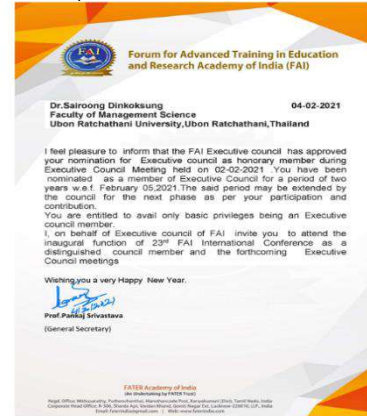 FAI
Forum for Advanced Training in Education
and Research Academy of India (FAI)
Dr.Sairoong Dinkoksung 04-02-2021
Faculty of Management Science
Ubon Ratchathani University,Ubon Ratchathani,Thailand
I feel pleasure to inform that the FAI Executive council has approved
your nomination for Executive council as honorary member during
Executive Council Meeting held on 02-02-2021 .You have been
nominated as a member of Executive Council for a period of two
years w.e.f. February 05,2021.The said period may be extended by
the council for the next phase as per your participation and
contribution.
You are entitled to avail only basic privileges being an Executive
council member.
I, on behalf of Executive council of FAI invite you to attend the
inaugural function of 23rd FAI International Conference as a
distinguished council member and the forthcoming Executive
Council meetings
Wishing you a very Happy New Year.
Prof.Pankaj Srivastava
(General Secretary)
FATER Academy of India
(An Undertaking by FATER Trust)